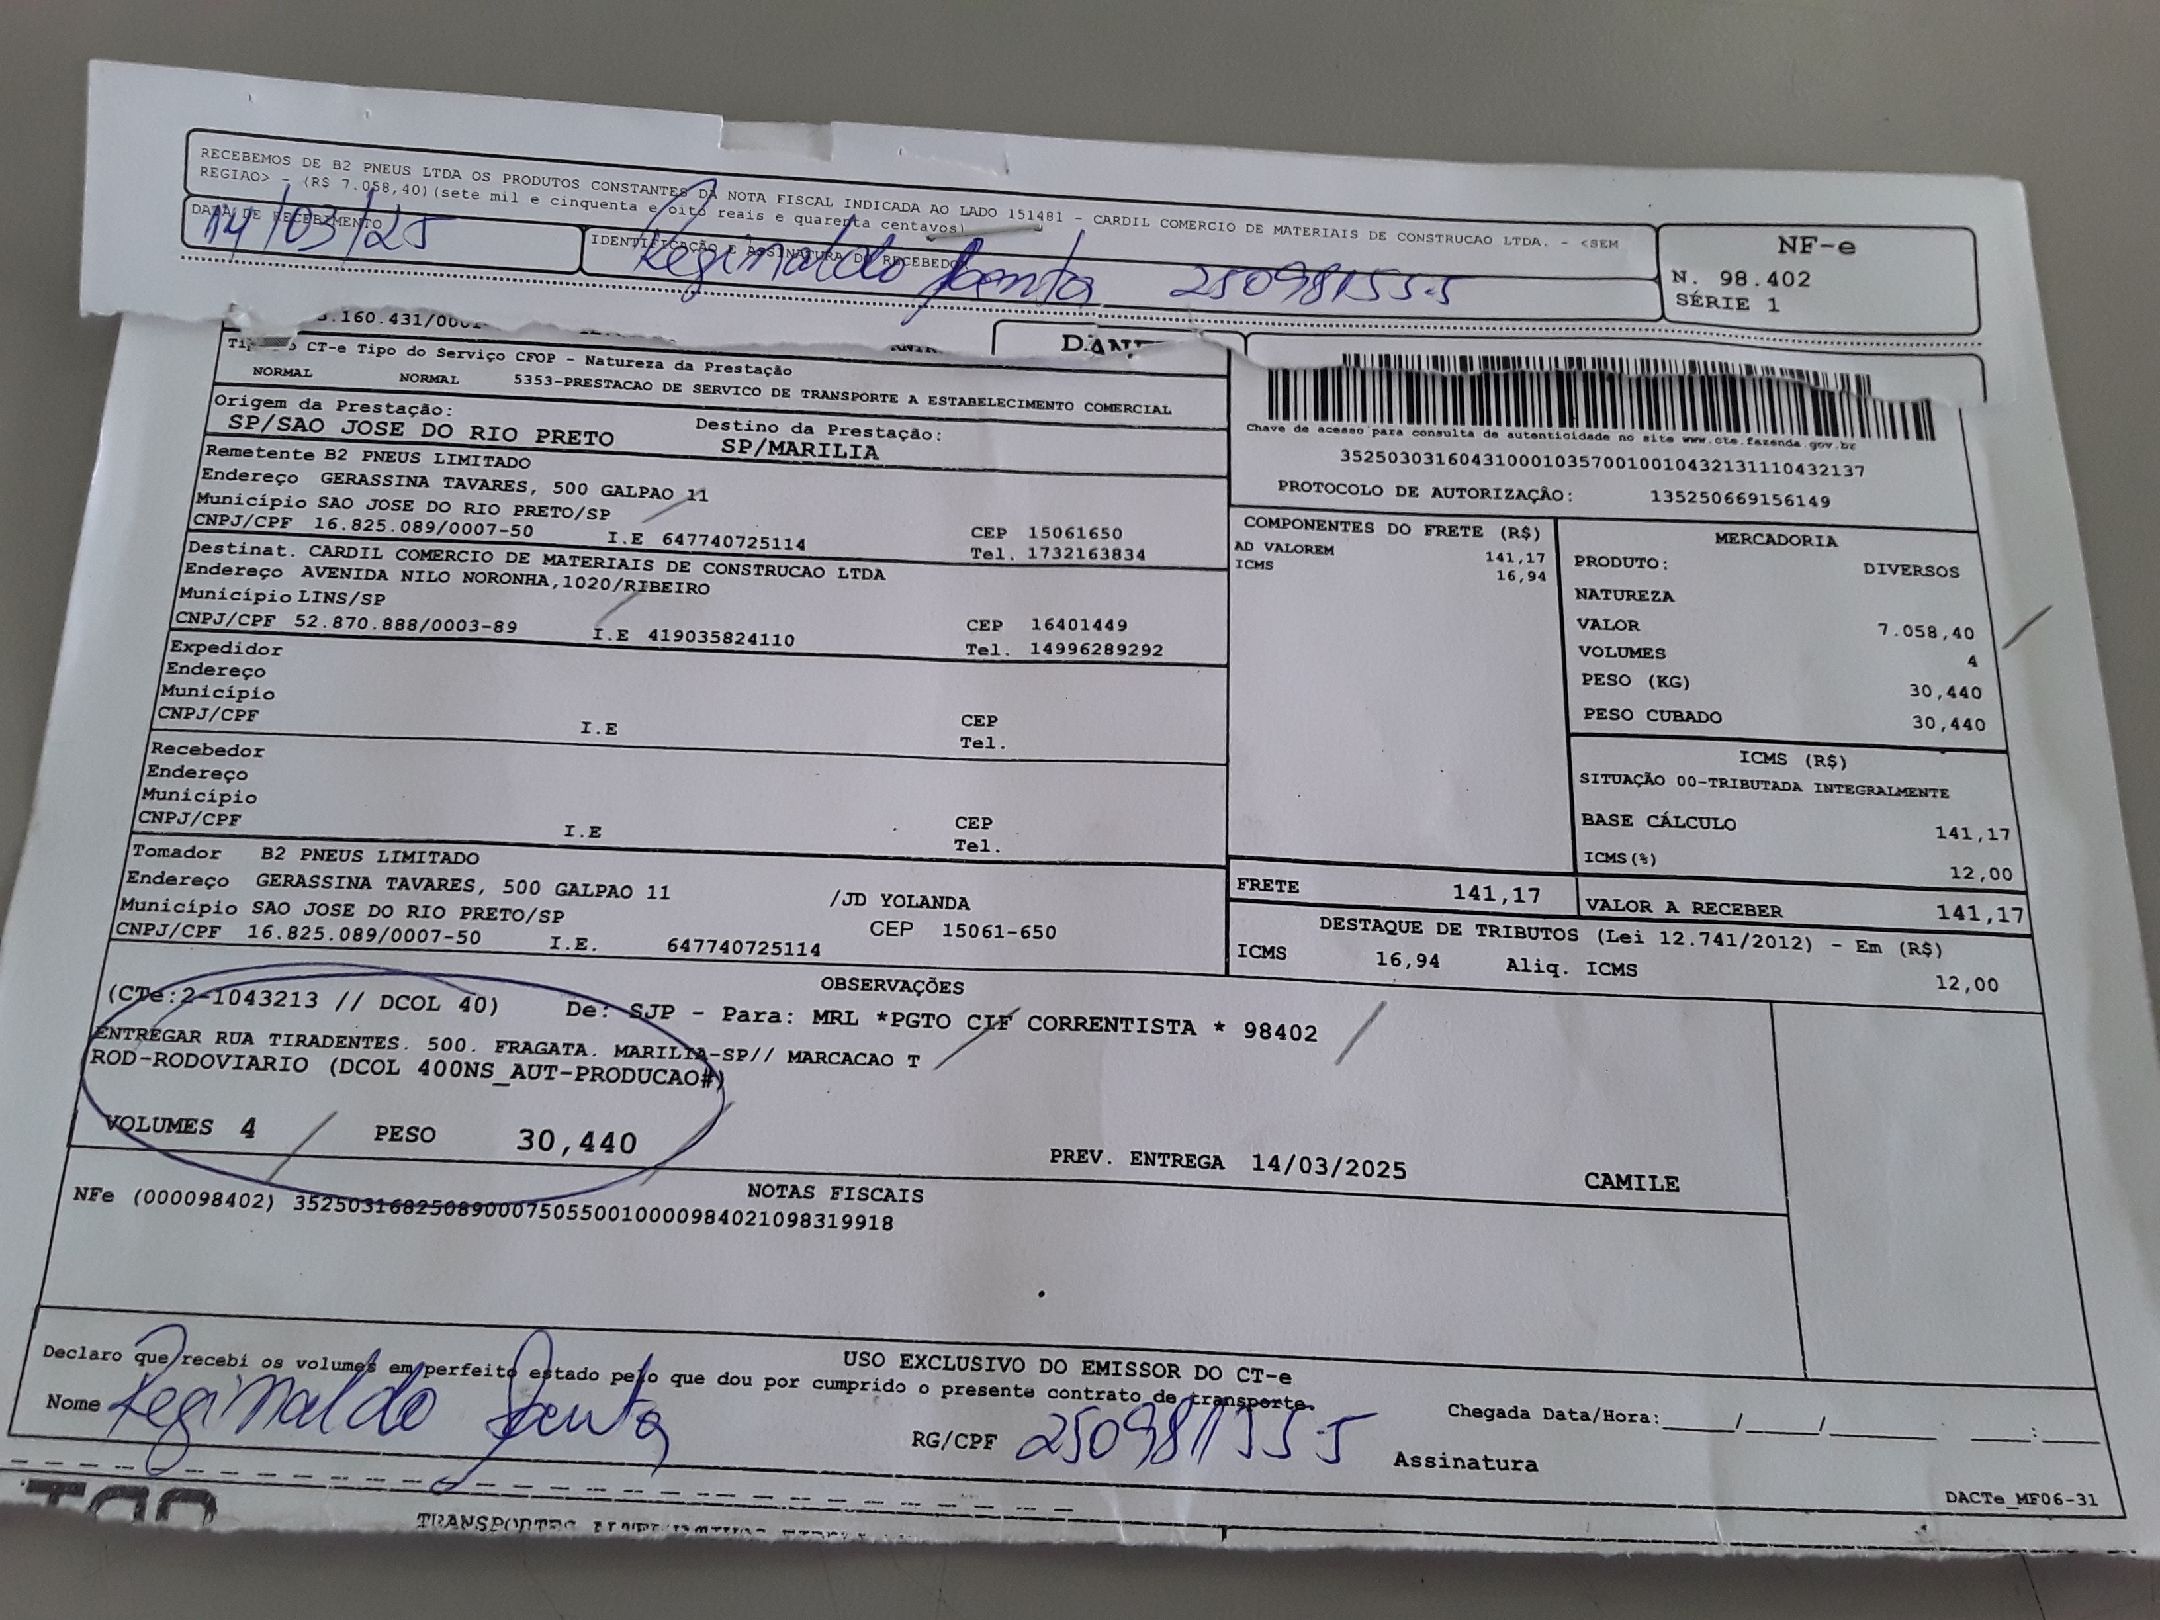 RECEBEMOS DE B2 PNEUS LTDA OS PRODUTOS CONSTANTES DA NOTA FISCAL INDICADA AO LADO 151481 - CARDIL COMERCIO DE MATERIAIS DE CONSTRUCAO LTDA. - <SEM
REGIAO> - (R$ 7.058,40)(sete mil e cinquenta e oito reais e quarenta centavos)
DATA DE RECEBIMENTO
14/03/25
IDENTIFICAÇÃO E ASSINATURA DO RECEBEDOR
Reginaldo 25098155-5
NF-e
N. 98.402
SÉRIE 1
.160.431/0001-
Tipo CT-e Tipo do Serviço CFOP - Natureza da Prestação
NORMAL NORMAL 5353-PRESTACAO DE SERVICO DE TRANSPORTE A ESTABELECIMENTO COMERCIAL
Origem da Prestação: Destino da Prestação:
SP/SAO JOSE DO RIO PRETO SP/MARILIA
Remetente B2 PNEUS LIMITADO
Endereço GERASSINA TAVARES, 500 GALPAO 11
Município SAO JOSE DO RIO PRETO/SP CEP 15061650
CNPJ/CPF 16.825.089/0007-50 I.E 647740725114 Tel. 1732163834
Destinat. CARDIL COMERCIO DE MATERIAIS DE CONSTRUCAO LTDA
Endereço AVENIDA NILO NORONHA,1020/RIBEIRO
Município LINS/SP CEP 16401449
CNPJ/CPF 52.870.888/0003-89 I.E 419035824110 Tel. 14996289292
Expedidor
Endereço
Município CEP
CNPJ/CPF I.E Tel.
Recebedor
Endereço
Município CEP
CNPJ/CPF I.E Tel.
Tomador B2 PNEUS LIMITADO
Endereço GERASSINA TAVARES, 500 GALPAO 11 /JD YOLANDA
Município SAO JOSE DO RIO PRETO/SP CEP 15061-650
CNPJ/CPF 16.825.089/0007-50 I.E. 647740725114
Chave de acesso para consulta de autenticidade no site www.cte.fazenda.gov.br
35250303160431000103570010010432131110432137
PROTOCOLO DE AUTORIZAÇÃO: 135250669156149
COMPONENTES DO FRETE (R$)
AD VALOREM 141,17
ICMS 16,94
MERCADORIA
PRODUTO: DIVERSOS
NATUREZA
VALOR 7.058,40
VOLUMES 4
PESO (KG) 30,440
PESO CUBADO 30,440
ICMS (R$)
SITUAÇÃO 00-TRIBUTADA INTEGRALMENTE
BASE CÁLCULO 141,17
ICMS(%) 12,00
FRETE 141,17 VALOR A RECEBER 141,17
DESTAQUE DE TRIBUTOS (Lei 12.741/2012) - Em (R$)
ICMS 16,94 Aliq. ICMS 12,00
OBSERVAÇÕES
(CTe:2-1043213 // DCOL 40) De: SJP - Para: MRL *PGTO CIF CORRENTISTA * 98402
ENTREGAR RUA TIRADENTES. 500. FRAGATA. MARILIA-SP// MARCACAO T
ROD-RODOVIARIO (DCOL 400NS_AUT-PRODUCAO#)
VOLUMES 4 PESO 30,440 PREV. ENTREGA 14/03/2025 CAMILE
NOTAS FISCAIS
NFe (000098402) 35250316825089000750550010000984021098319918
USO EXCLUSIVO DO EMISSOR DO CT-e
Declaro que recebi os volumes em perfeito estado pelo que dou por cumprido o presente contrato de transporte.
Nome Reginaldo RG/CPF 25098155-5 Chegada Data/Hora:____/____/______ ____:____
Assinatura
DACTe_MF06-31